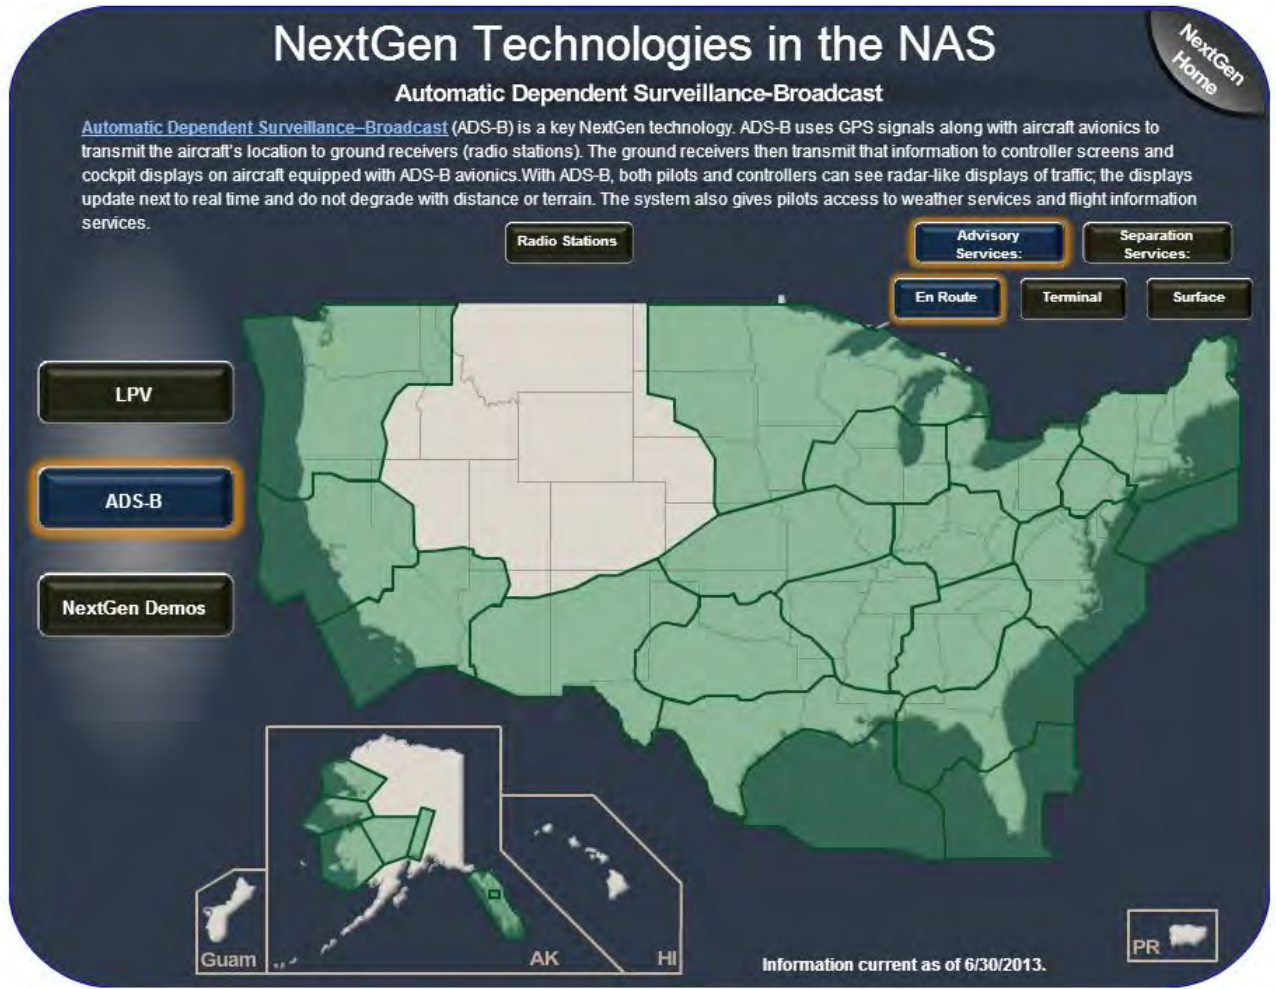 NextGen Technologies in the NAS
NextGen
Home
Automatic Dependent Surveillance-Broadcast
Automatic Dependent Surveillance–Broadcast (ADS-B) is a key NextGen technology. ADS-B uses GPS signals along with aircraft avionics to
transmit the aircraft's location to ground receivers (radio stations). The ground receivers then transmit that information to controller screens and
cockpit displays on aircraft equipped with ADS-B avionics.With ADS-B, both pilots and controllers can see radar-like displays of traffic; the displays
update next to real time and do not degrade with distance or terrain. The system also gives pilots access to weather services and flight information
services.
Radio Stations
Advisory
Services:
Separation
Services:
En Route
Terminal
Surface
LPV
ADS-B
NextGen Demos
Guam
AK
HI
PR
Information current as of 6/30/2013.